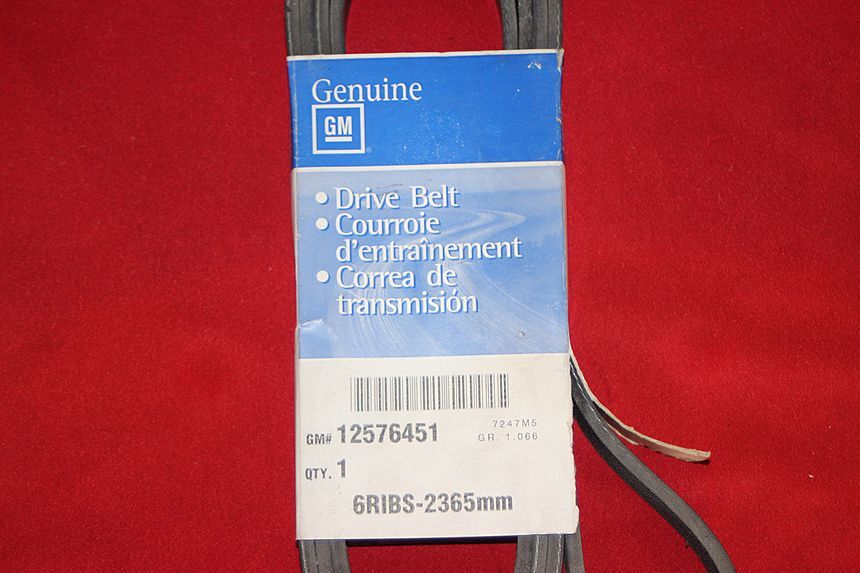 Genuine
GM
• Drive Belt
• Courroie
d'entraînement
• Correa de
transmisión
7247M5
GM# 12576451 GR. 1.066
QTY. 1
6RIBS-2365mm